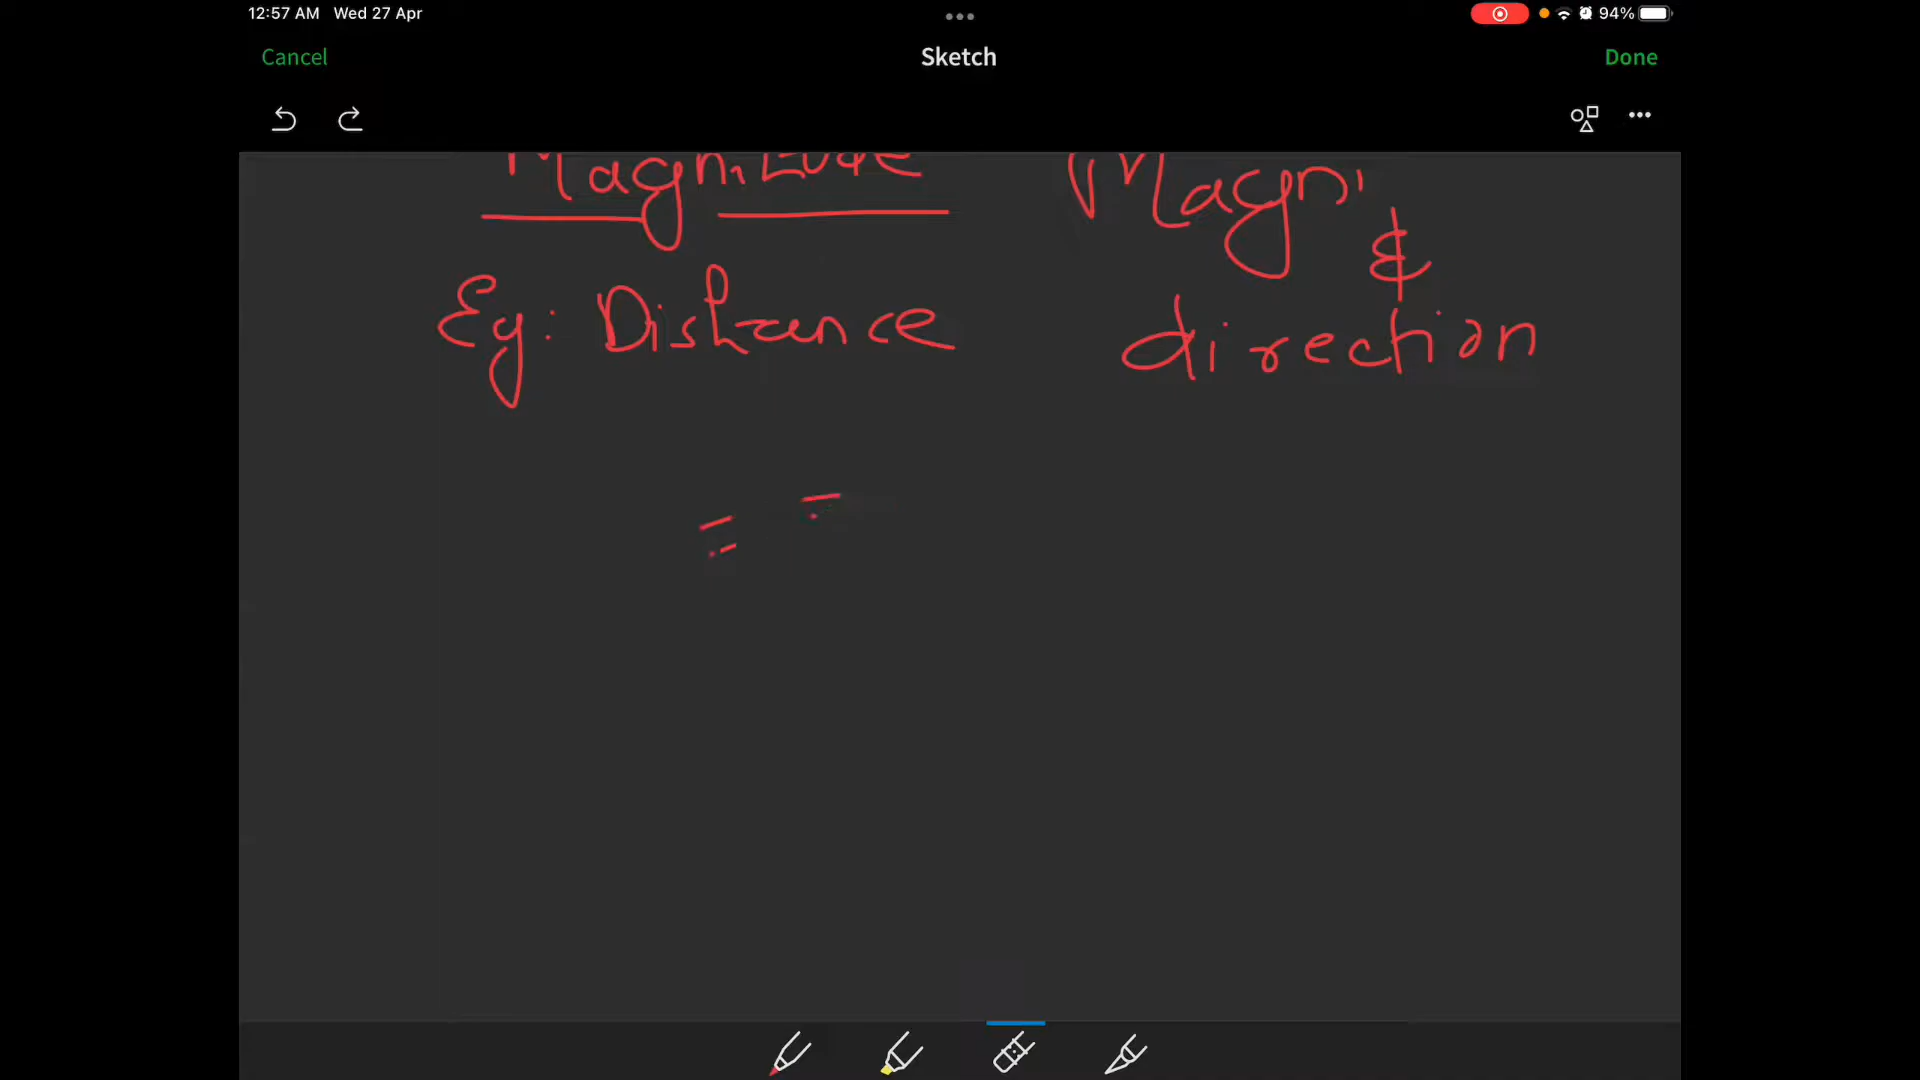 12:57 AM Wed 27 Apr
94%
Cancel
Sketch
Done
Magnitude
Magni
&
Eg: Distance
direction